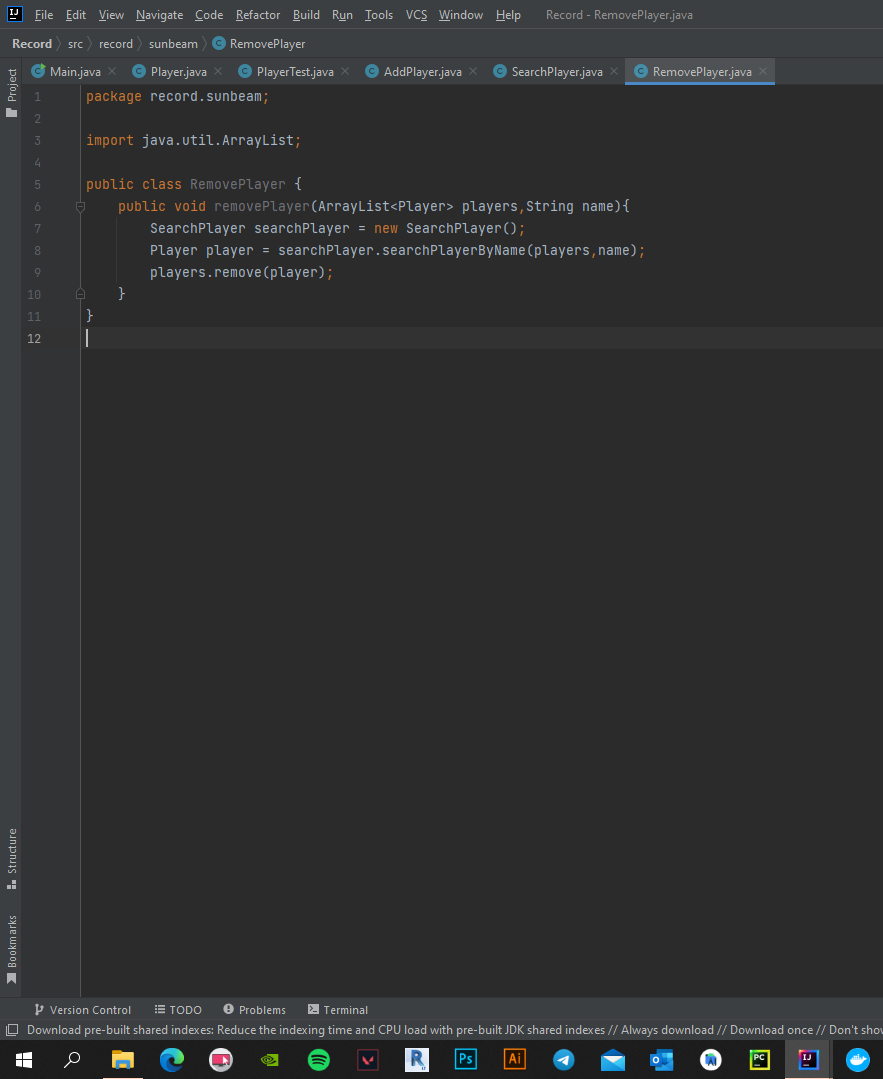 File Edit View Navigate Code Refactor Build Run Tools VCS Window Help Record - RemovePlayer.java
Record src record sunbeam RemovePlayer
Main.java Player.java PlayerTest.java AddPlayer.java SearchPlayer.java RemovePlayer.java
Project
1 package record.sunbeam;
2
3 import java.util.ArrayList;
4
5 public class RemovePlayer {
6 public void removePlayer(ArrayList<Player> players,String name){
7 SearchPlayer searchPlayer = new SearchPlayer();
8 Player player = searchPlayer.searchPlayerByName(players,name);
9 players.remove(player);
10 }
11 }
12
Structure
Bookmarks
Version Control TODO Problems Terminal
Download pre-built shared indexes: Reduce the indexing time and CPU load with pre-built JDK shared indexes // Always download // Download once // Don't show
R Ps Ai PC IJ